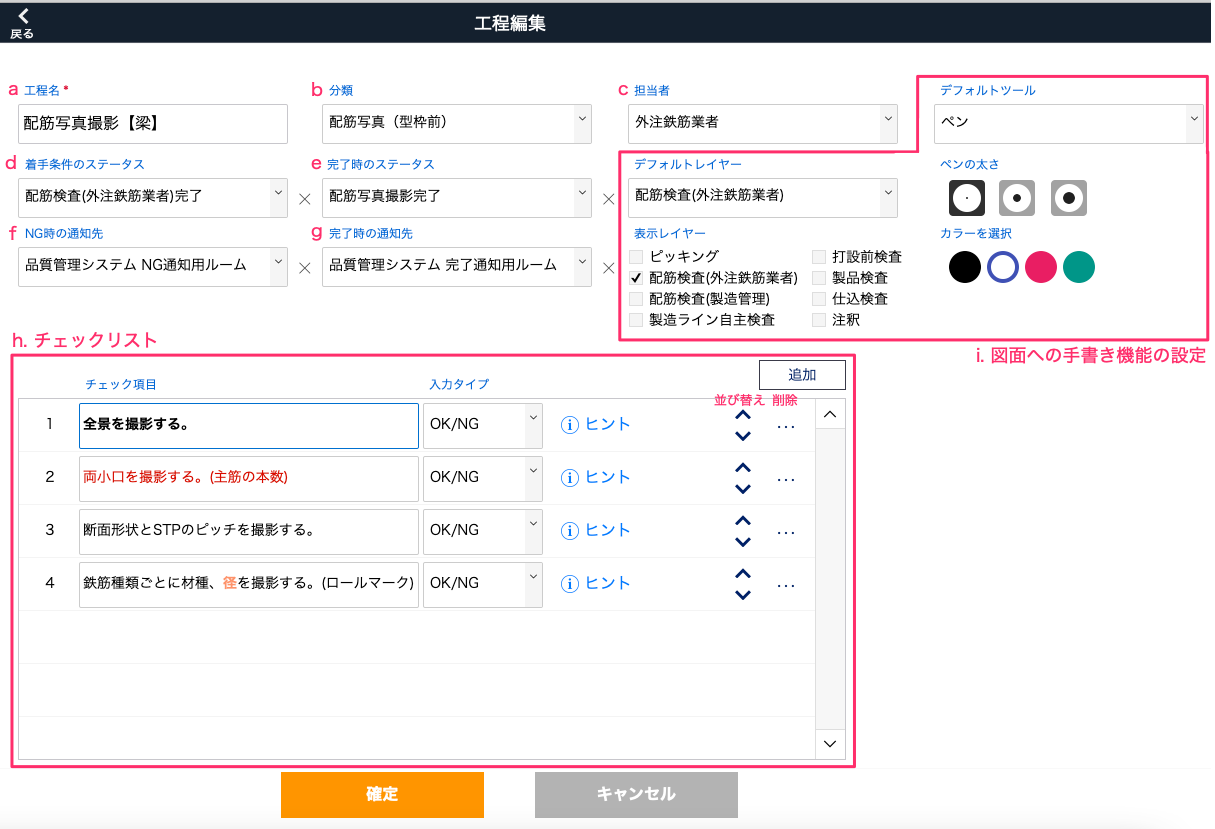 戻る
工程編集
a 工程名 *
b 分類
c 担当者
デフォルトツール
配筋写真撮影【梁】
配筋写真（型枠前）
外注鉄筋業者
ペン
d 着手条件のステータス
e 完了時のステータス
デフォルトレイヤー
ペンの太さ
配筋検査(外注鉄筋業者)完了
×
配筋写真撮影完了
×
配筋検査(外注鉄筋業者)
f NG時の通知先
g 完了時の通知先
表示レイヤー
カラーを選択
品質管理システム NG通知用ルーム
×
品質管理システム 完了通知用ルーム
×
ピッキング
打設前検査
配筋検査(外注鉄筋業者)
製品検査
配筋検査(製造管理)
仕込検査
製造ライン自主検査
注釈
h. チェックリスト
i. 図面への手書き機能の設定
追加
チェック項目
入力タイプ
並び替え 削除
1
全景を撮影する。
OK/NG
i ヒント
...
2
両小口を撮影する。(主筋の本数)
OK/NG
i ヒント
...
3
断面形状とSTPのピッチを撮影する。
OK/NG
i ヒント
...
4
鉄筋種類ごとに材種、径を撮影する。(ロールマーク)
OK/NG
i ヒント
...
確定
キャンセル